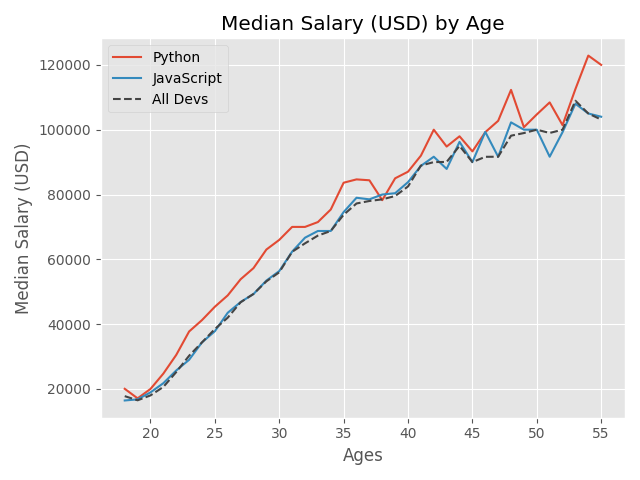 Median Salary (USD) by Age
Python
JavaScript
All Devs
120000
100000
80000
60000
40000
20000
Median Salary (USD)
20 25 30 35 40 45 50 55
Ages